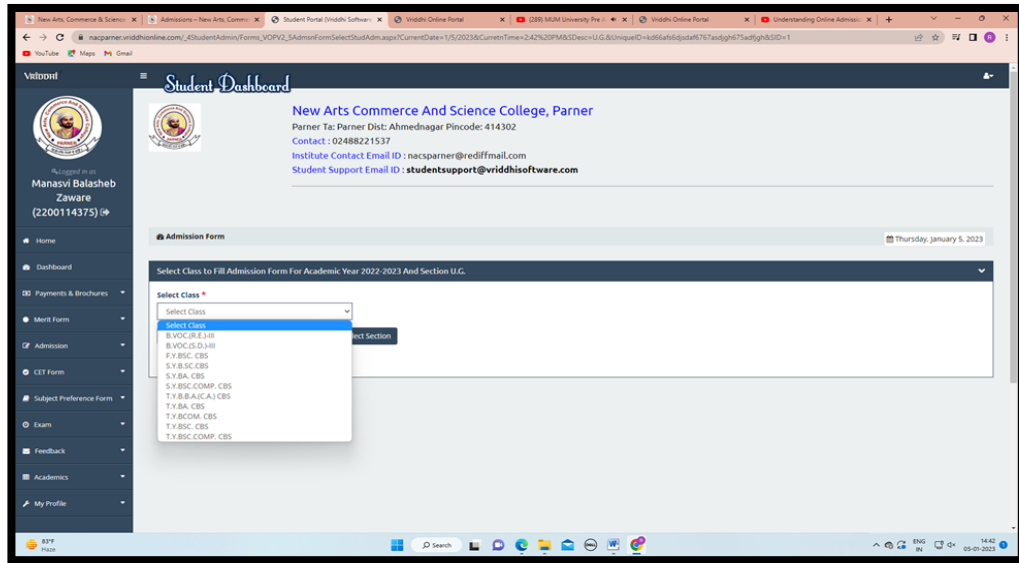 New Arts, Commerce & Science
Admissions – New Arts, Comme
Student Portal (Vriddhi Software
Vriddhi Online Portal
(289) MUM University Pre
Vriddhi Online Portal
Understanding Online Admissio
nacparner.vriddhionline.com/_4StudentAdmin/Forms_VOPV2_5AdmsnFormSelectStudAdm.aspx?CurrentDate=1/5/2023&CurretnTime=2:42%20PM&SDesc=U.G.&UniqueID=
YouTube Maps M Gmail
VRIDDHI
Student Dashboard
New Arts Commerce And Science College, Parner
Parner Ta: Parner Dist: Ahmednagar Pincode: 414302
Contact : 02488221537
Institute Contact Email ID : nacsparner@rediffmail.com
Student Support Email ID : studentsupport@vriddhisoftware.com
Logged in as
Manasvi Balasheb
Zaware
(2200114375)
Home
Dashboard
Payments & Brochures
Merit Form
Admission
CET Form
Subject Preference Form
Exam
Feedback
Academics
My Profile
Admission Form
Thursday, January 5, 2023
Select Class to Fill Admission Form For Academic Year 2022-2023 And Section U.G.
Select Class *
Select Class
Select Class
B.VOC.(R.E.)-III
B.VOC.(S.D.)-III
F.Y.BSC. CBS
S.Y.B.SC.CBS
S.Y.BA. CBS
S.Y.BSC.COMP. CBS
T.Y.B.B.A.(C.A.) CBS
T.Y.BA. CBS
T.Y.BCOM. CBS
T.Y.BSC. CBS
T.Y.BSC.COMP. CBS
lect Section
83°F
Haze
Search
ENG
IN
14:42
05-01-2023